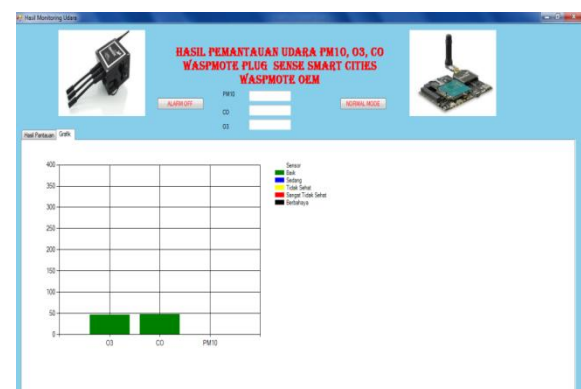 Hasil Monitoring Udara
HASIL PEMANTAUAN UDARA PM10, O3, CO
WASPMOTE PLUG SENSE SMART CITIES
WASPMOTE OEM
ALARM OFF
PM10
NORMAL MODE
CO
O3
Hasil Pantauan Grafik
400
350
300
250
200
150
100
50
0
O3 CO PM10
Sensor
Baik
Sedang
Tidak Sehat
Sangat Tidak Sehat
Berbahaya